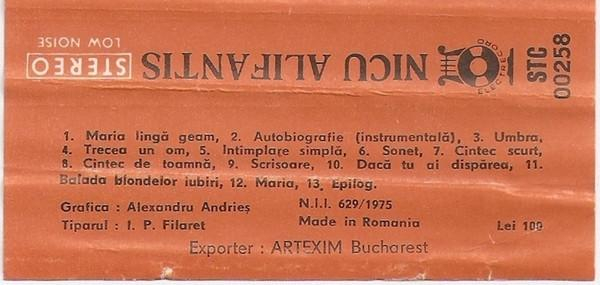 STEREO
LOW NOISE
NICU ALIFANTIS
ELECTRECORD
STC
00258
1. Maria lingă geam, 2. Autobiografie (instrumentală), 3. Umbra,
4. Trecea un om, 5. Intimplare simplă, 6. Sonet, 7. Cintec scurt,
8. Cintec de toamnă, 9. Scrisoare, 10. Dacă tu ai dispărea, 11.
Balada blondelor iubiri, 12. Maria, 13. Epilog.
Grafica : Alexandru Andrieș N.I.I. 629/1975
Tiparul : I. P. Filaret Made in Romania Lei 100
Exporter : ARTEXIM Bucharest